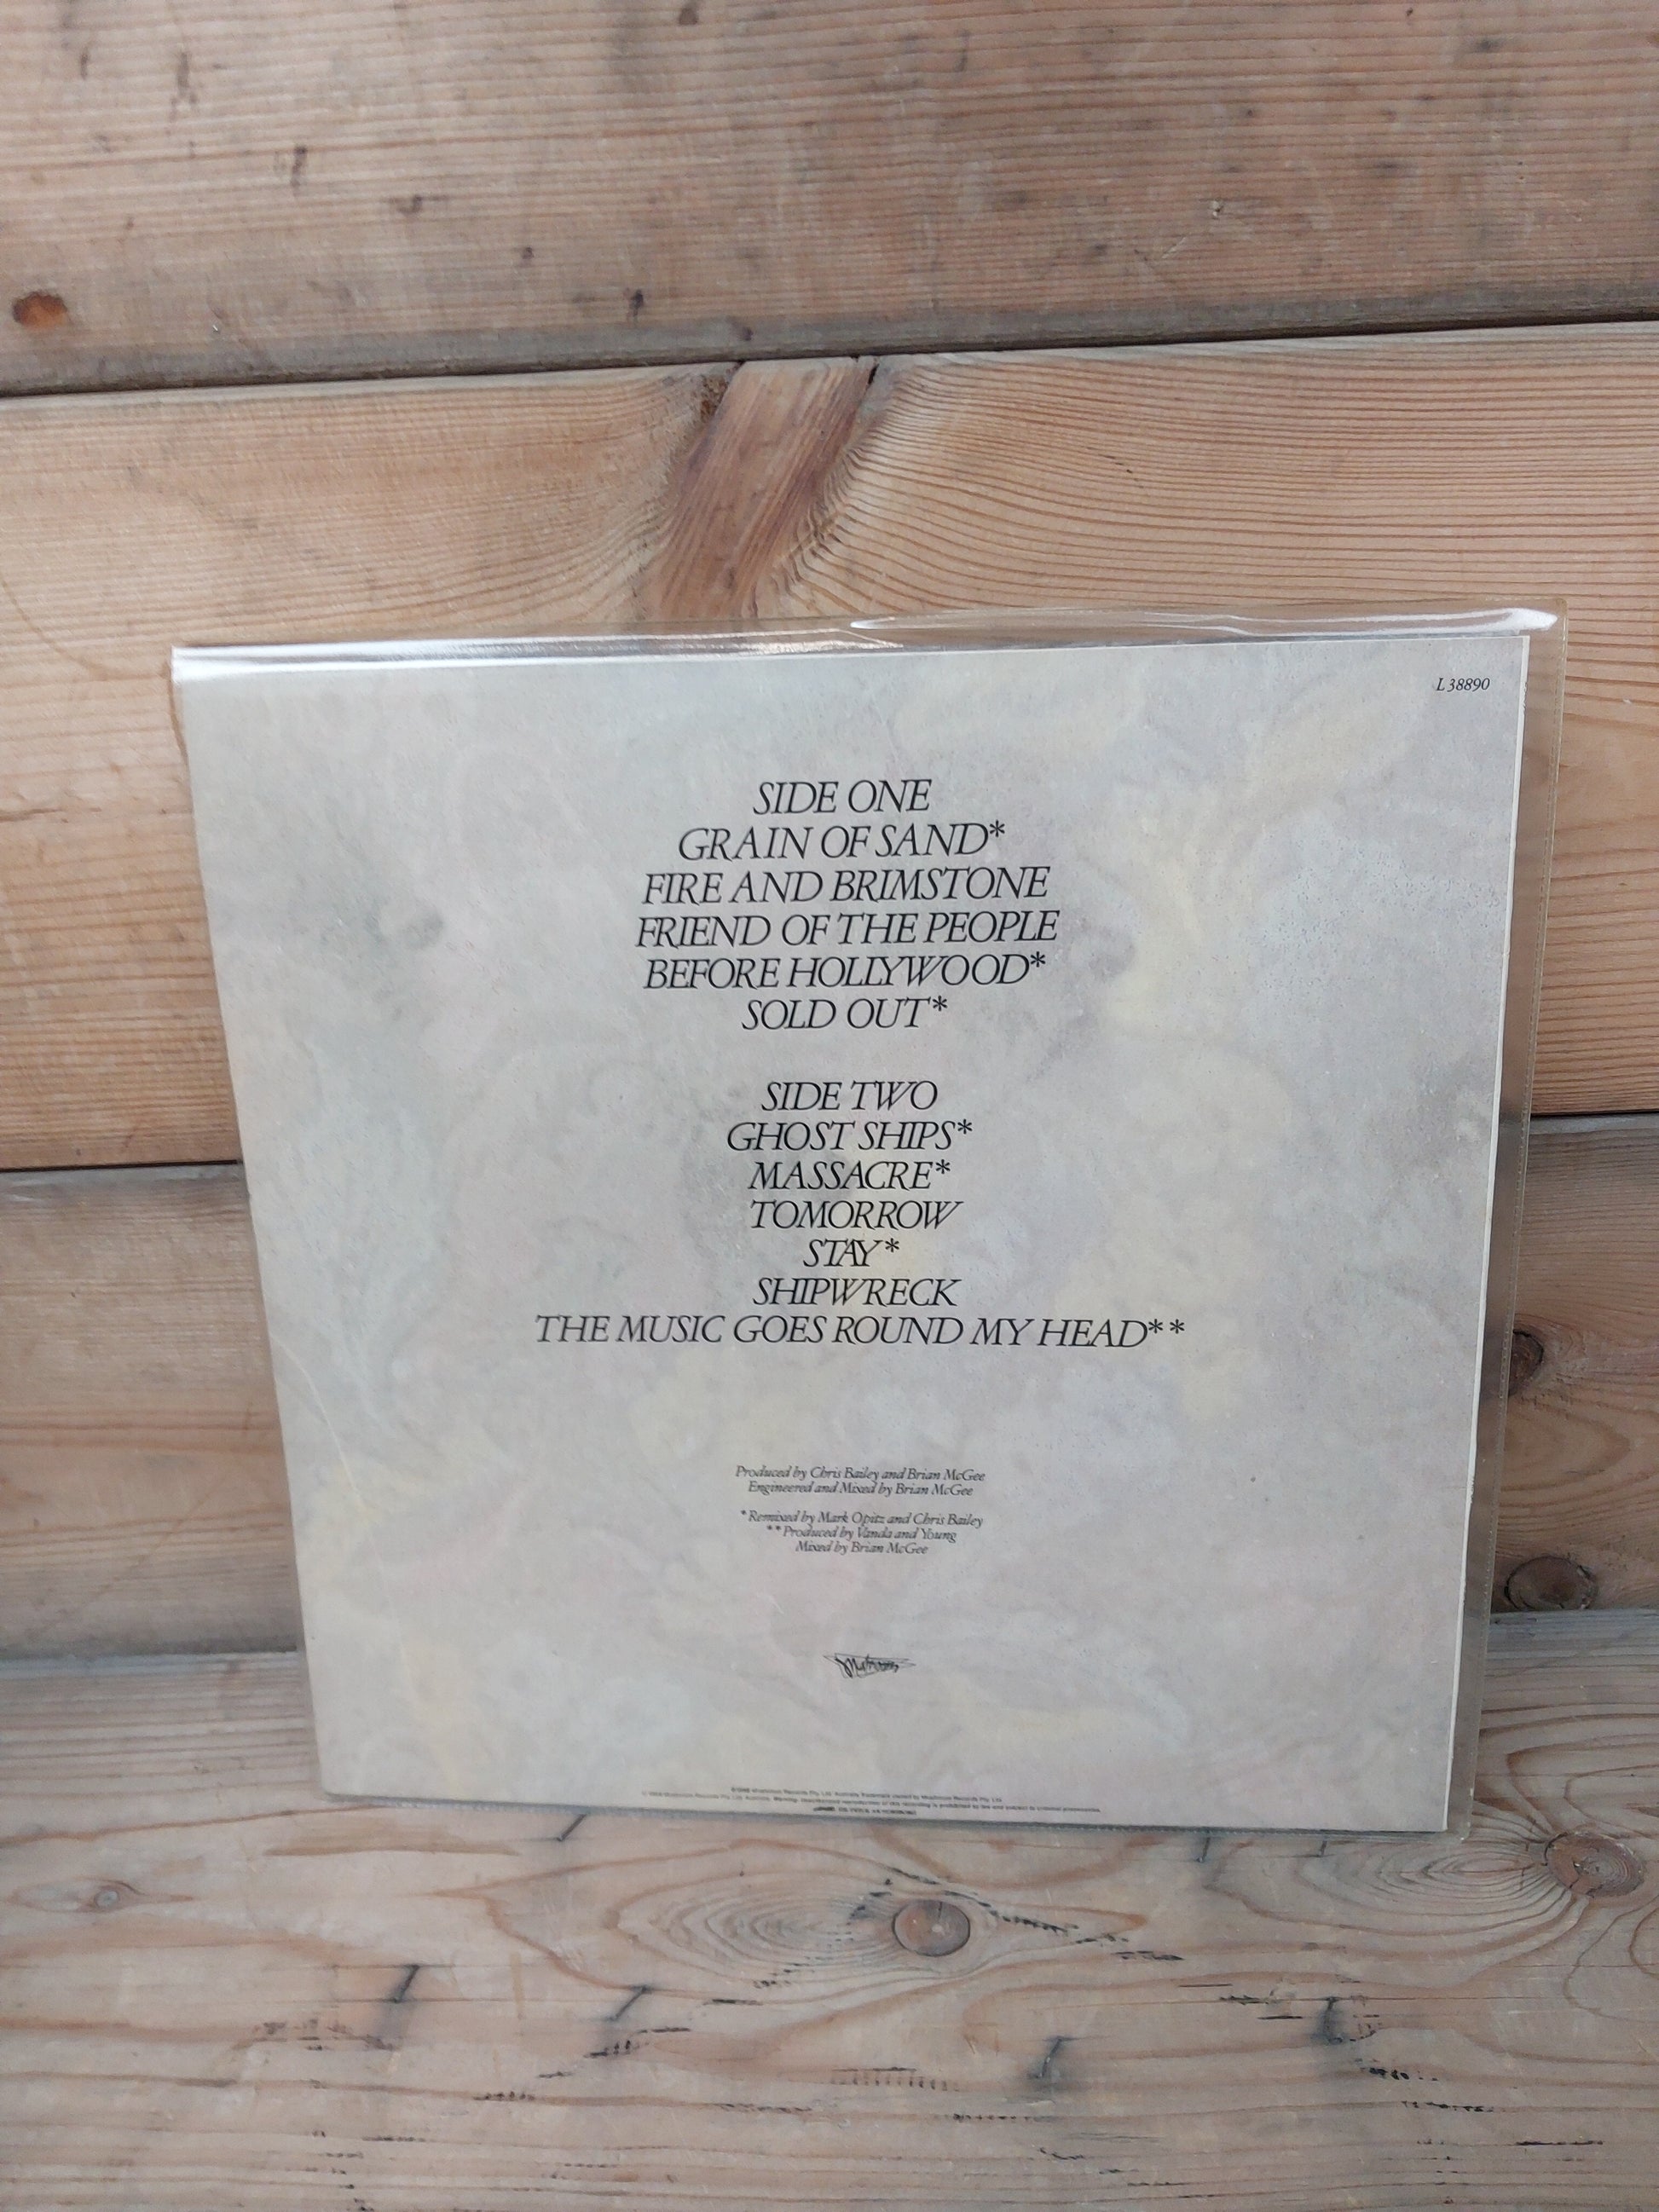 L38890
SIDE ONE
GRAIN OF SAND*
FIRE AND BRIMSTONE
FRIEND OF THE PEOPLE
BEFORE HOLLYWOOD*
SOLD OUT*
SIDE TWO
GHOST SHIPS*
MASSACRE*
TOMORROW
STAY*
SHIPWRECK
THE MUSIC GOES ROUND MY HEAD**
Produced by Chris Bailey and Brian McGee
Engineered and Mixed by Brian McGee
*Remixed by Mark Opitz and Chris Bailey
**Produced by Vanda and Young
Mixed by Brian McGee